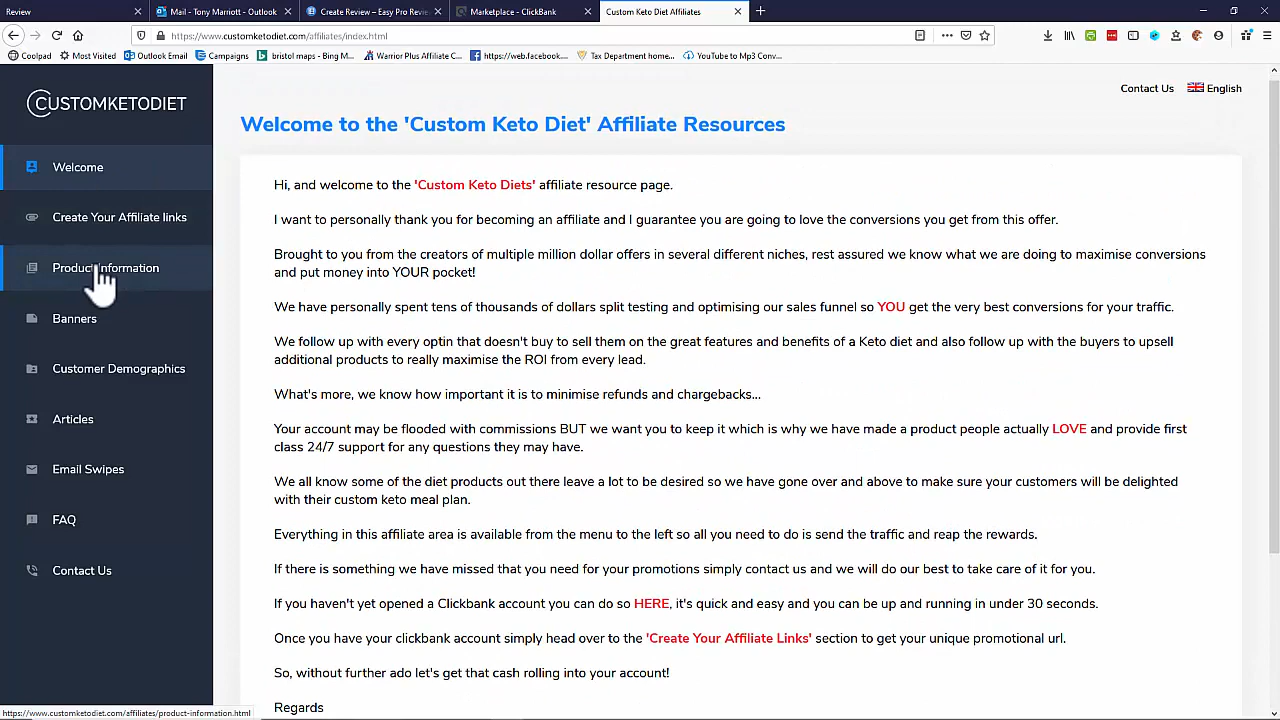 Review
Mail - Tony Marriott - Outlook
Create Review – Easy Pro Revie
Marketplace - ClickBank
Custom Keto Diet Affiliates
https://www.customketodiet.com/affiliates/index.html
Coolpad
Most Visited
Outlook Email
Campaigns
bristol maps - Bing M...
Warrior Plus Affiliate C...
https://web.facebook....
Tax Department home...
YouTube to Mp3 Conv...
CUSTOMKETODIET
Contact Us
English
Welcome to the 'Custom Keto Diet' Affiliate Resources
Welcome
Create Your Affiliate links
Product Information
Banners
Customer Demographics
Articles
Email Swipes
FAQ
Contact Us
Hi, and welcome to the 'Custom Keto Diets' affiliate resource page.
I want to personally thank you for becoming an affiliate and I guarantee you are going to love the conversions you get from this offer.
Brought to you from the creators of multiple million dollar offers in several different niches, rest assured we know what we are doing to maximise conversions
and put money into YOUR pocket!
We have personally spent tens of thousands of dollars split testing and optimising our sales funnel so YOU get the very best conversions for your traffic.
We follow up with every optin that doesn't buy to sell them on the great features and benefits of a Keto diet and also follow up with the buyers to upsell
additional products to really maximise the ROI from every lead.
What's more, we know how important it is to minimise refunds and chargebacks...
Your account may be flooded with commissions BUT we want you to keep it which is why we have made a product people actually LOVE and provide first
class 24/7 support for any questions they may have.
We all know some of the diet products out there leave a lot to be desired so we have gone over and above to make sure your customers will be delighted
with their custom keto meal plan.
Everything in this affiliate area is available from the menu to the left so all you need to do is send the traffic and reap the rewards.
If there is something we have missed that you need for your promotions simply contact us and we will do our best to take care of it for you.
If you haven't yet opened a Clickbank account you can do so HERE, it's quick and easy and you can be up and running in under 30 seconds.
Once you have your clickbank account simply head over to the 'Create Your Affiliate Links' section to get your unique promotional url.
So, without further ado let's get that cash rolling into your account!
Regards
https://www.customketodiet.com/affiliates/product-information.html